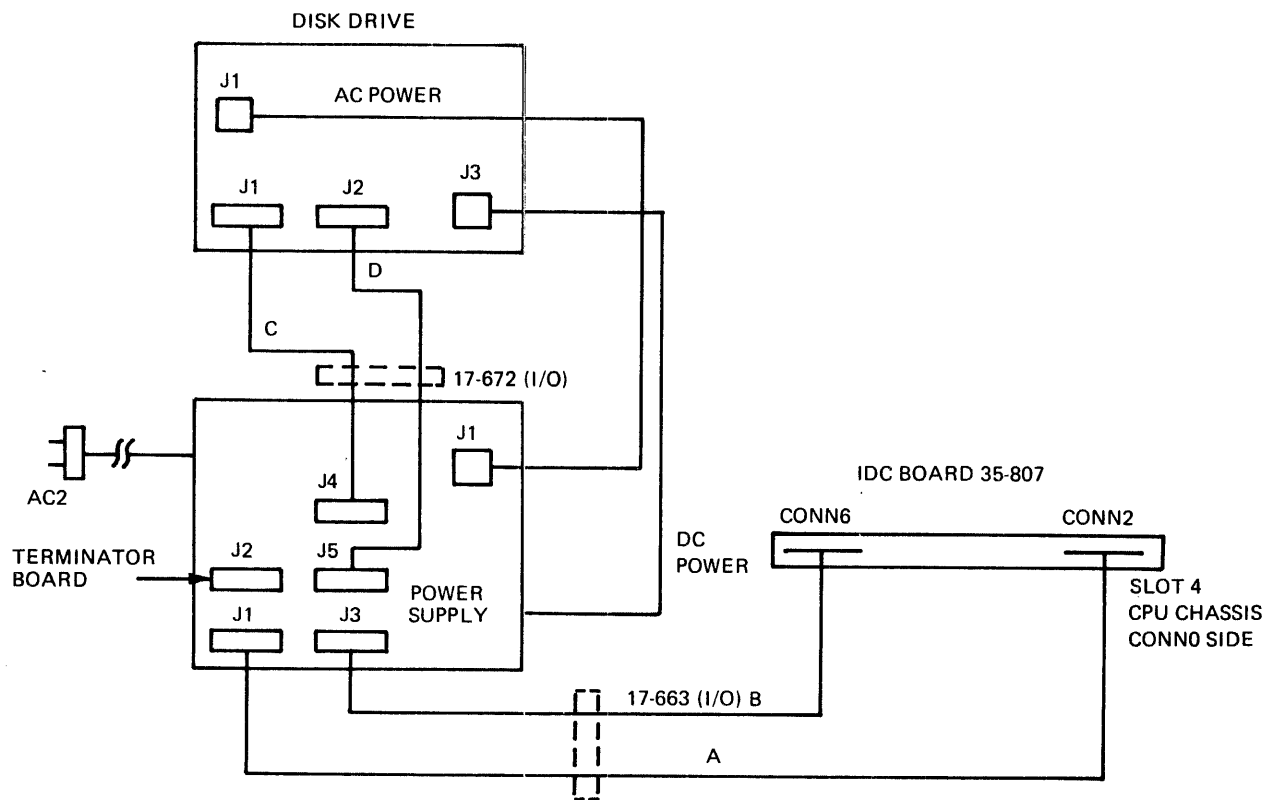 DISK DRIVE
J1
AC POWER
J1
J2
J3
D
C
17-672 (I/O)
J1
AC2
J4
IDC BOARD 35-807
CONN6
CONN2
TERMINATOR
BOARD
J2
J5
POWER
SUPPLY
DC
POWER
J1
J3
SLOT 4
CPU CHASSIS
CONN0 SIDE
17-663 (I/O) B
A